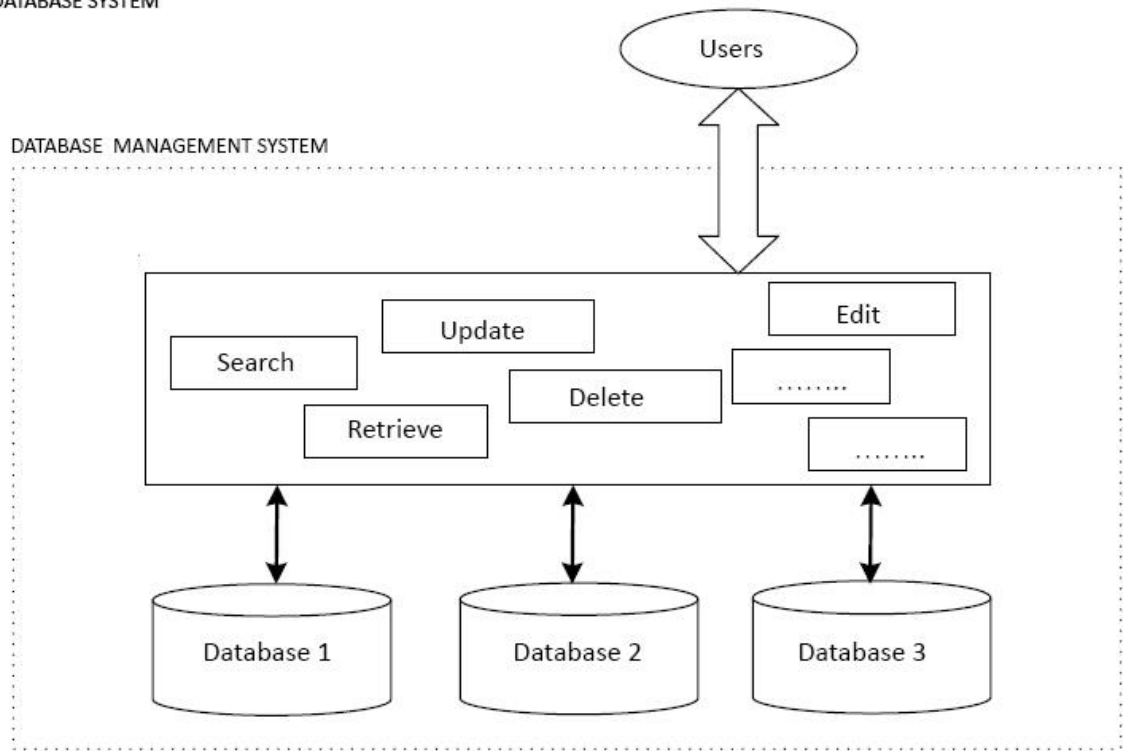 DATABASE SYSTEM
Users
DATABASE MANAGEMENT SYSTEM
Edit
Update
Search
……..
Delete
Retrieve
……..
Database 1
Database 2
Database 3